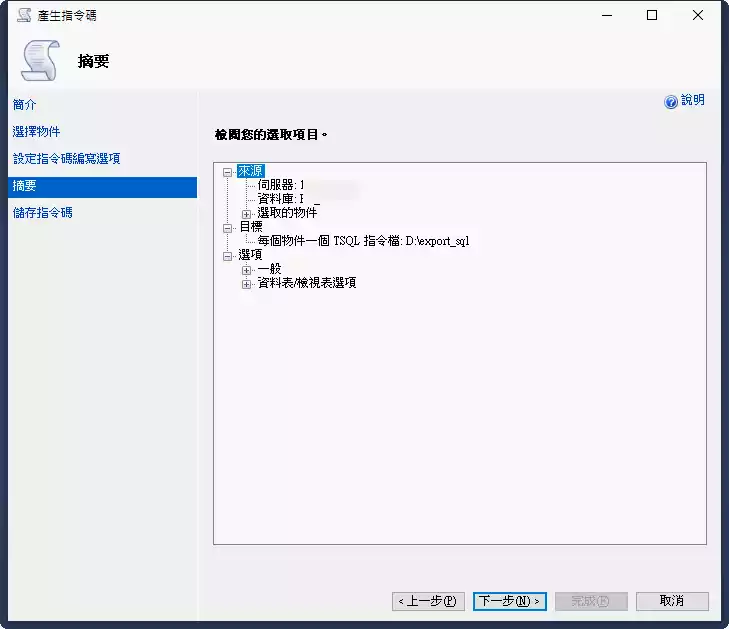 產生指令碼
摘要
簡介
選擇物件
設定指令碼編寫選項
摘要
儲存指令碼
說明
檢閱您的選取項目。
來源
伺服器: 1
資料庫:
選取的物件
目標
每個物件一個 TSQL 指令檔: D:\export_sql
選項
一般
資料表/檢視表選項
< 上一步(P)
下一步(N) >
完成(F)
取消